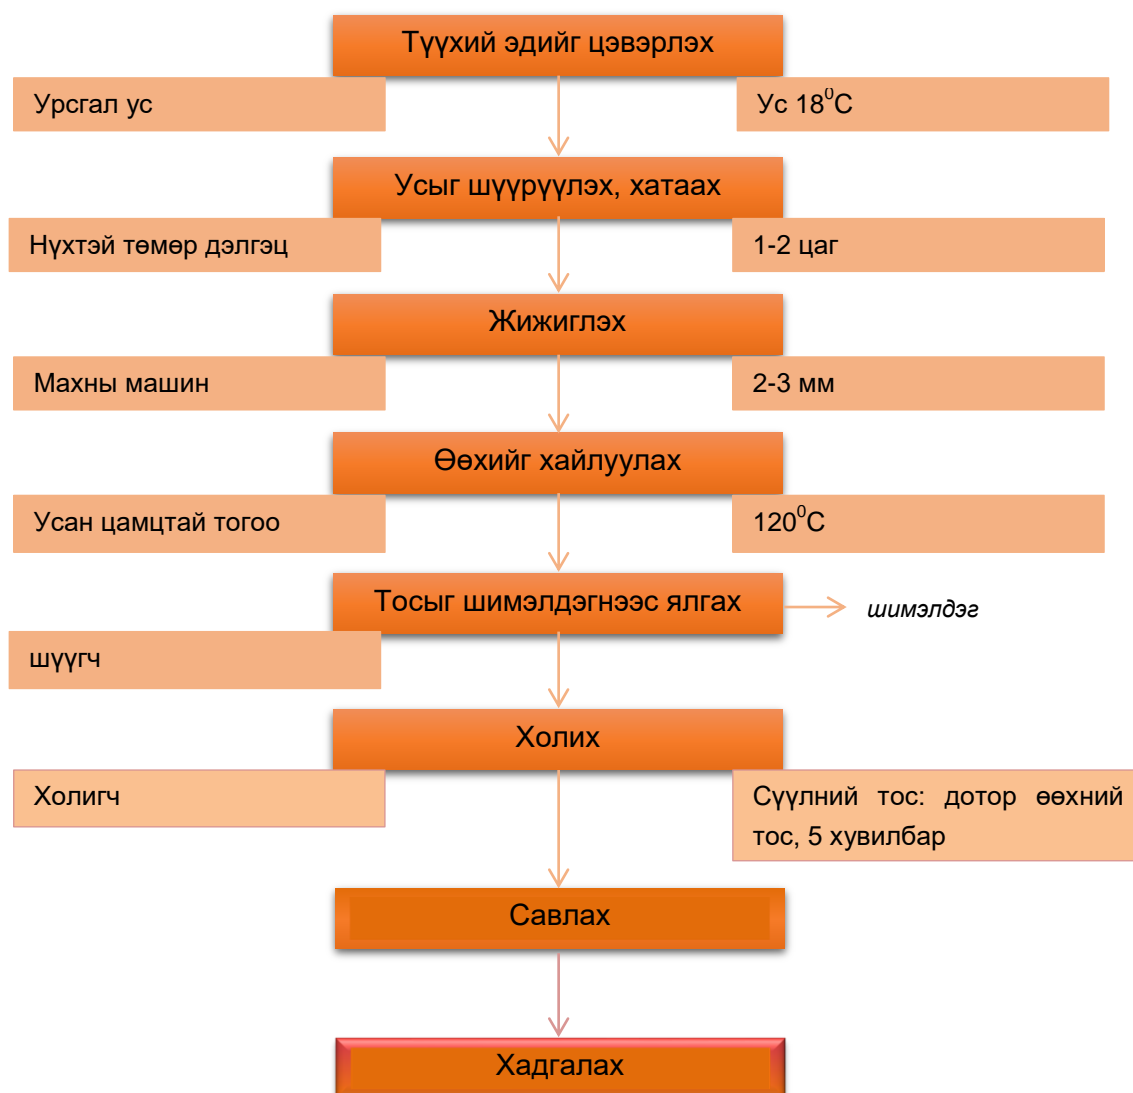 Түүхий эдийг цэвэрлэх
Урсгал ус
Ус 18⁰С
Усыг шүүрүүлэх, хатаах
Нүхтэй төмөр дэлгэц
1-2 цаг
Жижиглэх
Махны машин
2-3 мм
Өөхийг хайлуулах
Усан цамцтай тогоо
120⁰С
Тосыг шимэлдэгнээс ялгах
шимэлдэг
шүүгч
Холих
Холигч
Сүүлний тос: дотор өөхний
тос, 5 хувилбар
Савлах
Хадгалах